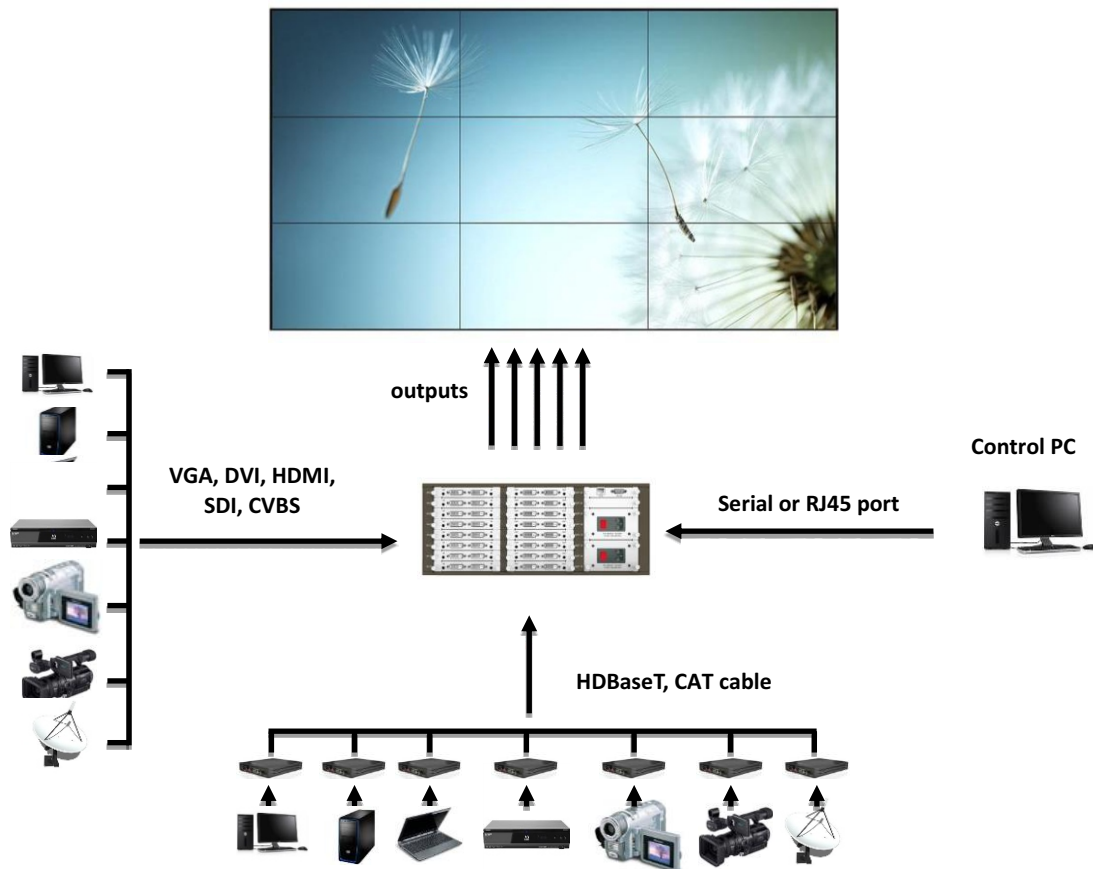 outputs
Control PC
VGA, DVI, HDMI,
SDI, CVBS
Serial or RJ45 port
HDBaseT, CAT cable